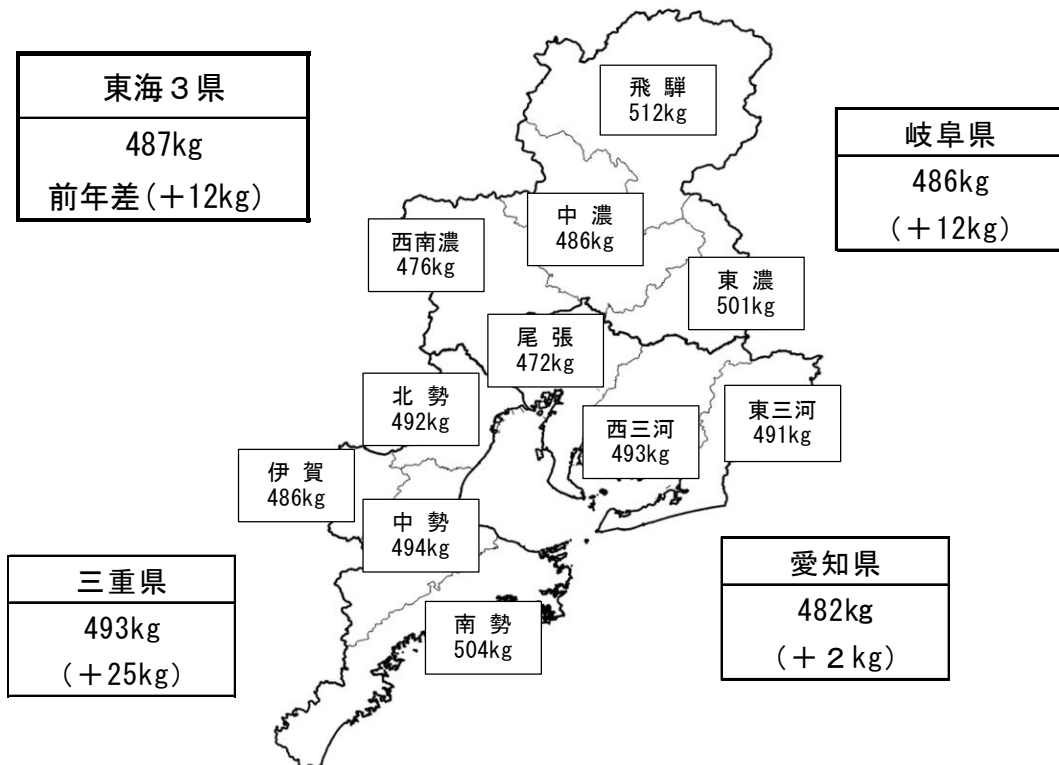 東海３県
487kg
前年差(＋12kg)
飛 騨
512kg
岐阜県
486kg
(＋12kg)
中 濃
486kg
西南濃
476kg
東 濃
501kg
尾 張
472kg
北 勢
492kg
西三河
493kg
東三河
491kg
伊 賀
486kg
中 勢
494kg
三重県
493kg
(＋25kg)
愛知県
482kg
(＋２kg)
南 勢
504kg